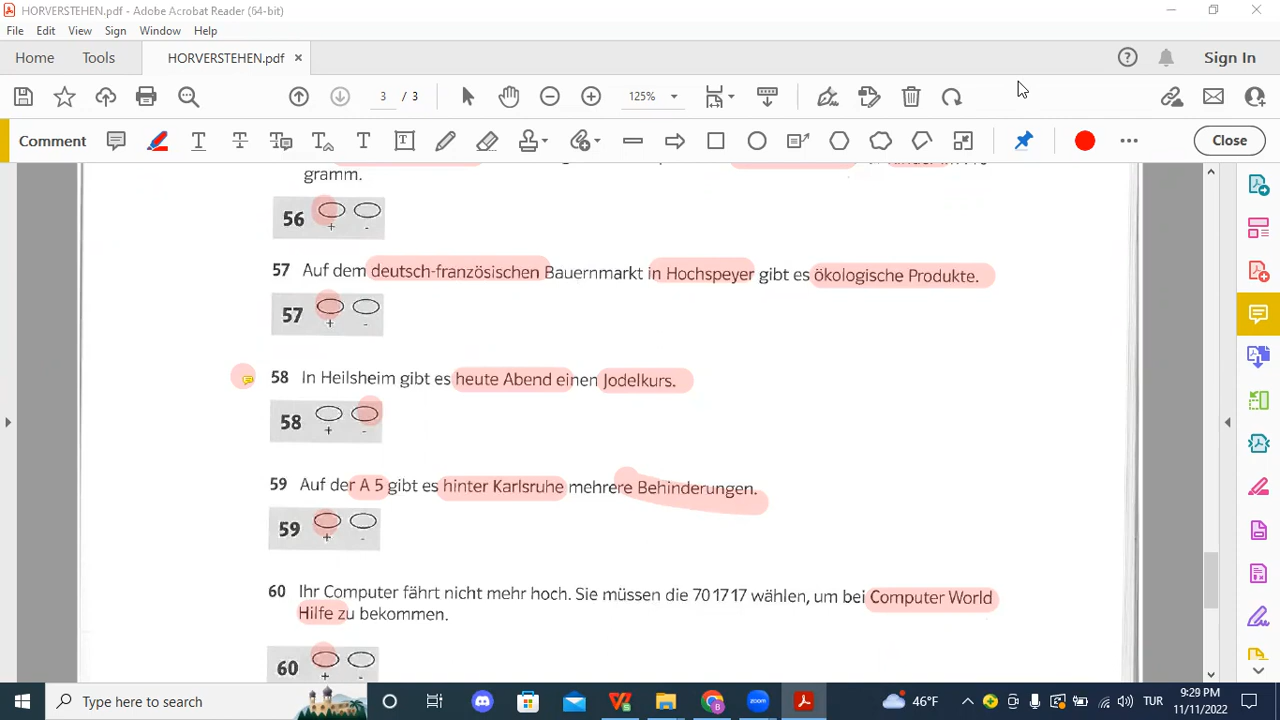 HORVERSTEHEN.pdf - Adobe Acrobat Reader (64-bit)
File Edit View Sign Window Help
Home Tools HORVERSTEHEN.pdf × Sign In
3 / 3 125%
Comment Close
gramm.
56 + -
57 Auf dem deutsch-französischen Bauernmarkt in Hochspeyer gibt es ökologische Produkte.
57 + -
58 In Heilsheim gibt es heute Abend einen Jodelkurs.
58 + -
59 Auf der A 5 gibt es hinter Karlsruhe mehrere Behinderungen.
59 + -
60 Ihr Computer fährt nicht mehr hoch. Sie müssen die 70 17 17 wählen, um bei Computer World
Hilfe zu bekommen.
60 + -
Type here to search 46°F TUR 9:29 PM
11/11/2022